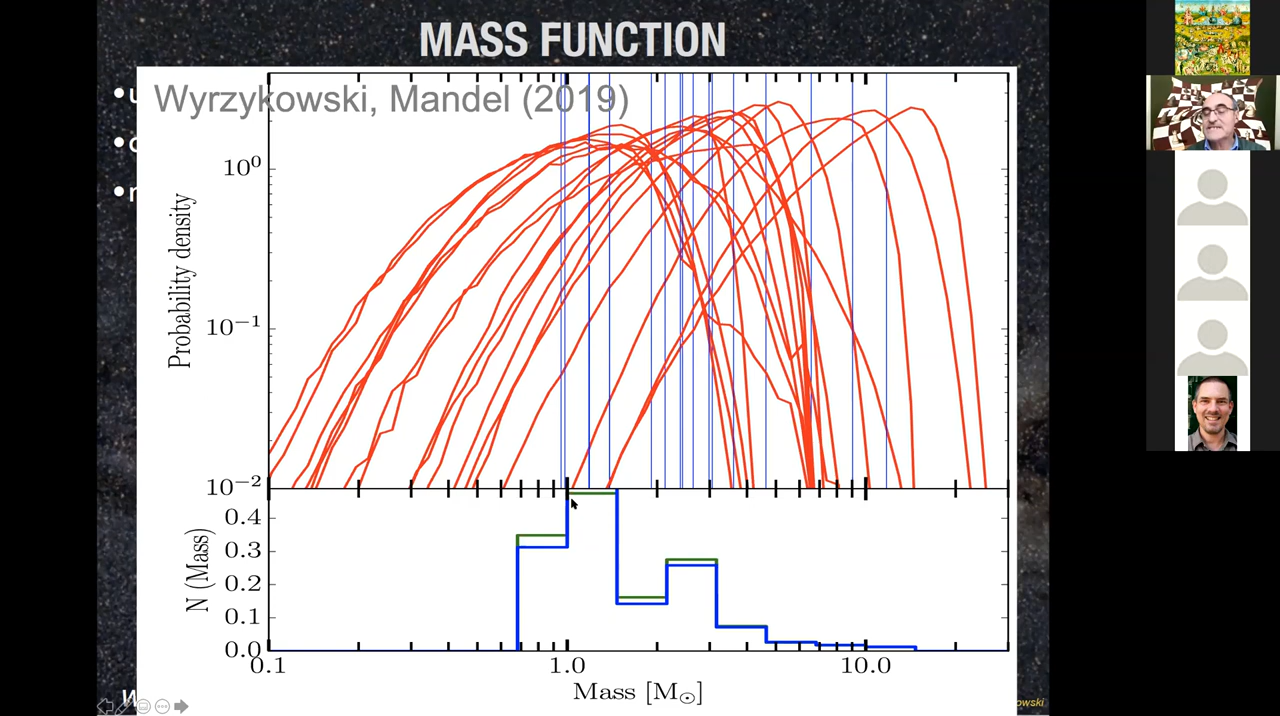 MASS FUNCTION
Wyrzykowski, Mandel (2019)
Probability density
10⁰
10⁻¹
10⁻²
N (Mass)
0.4
0.3
0.2
0.1
0.0
0.1 1.0 10.0
Mass [M☉]
owski